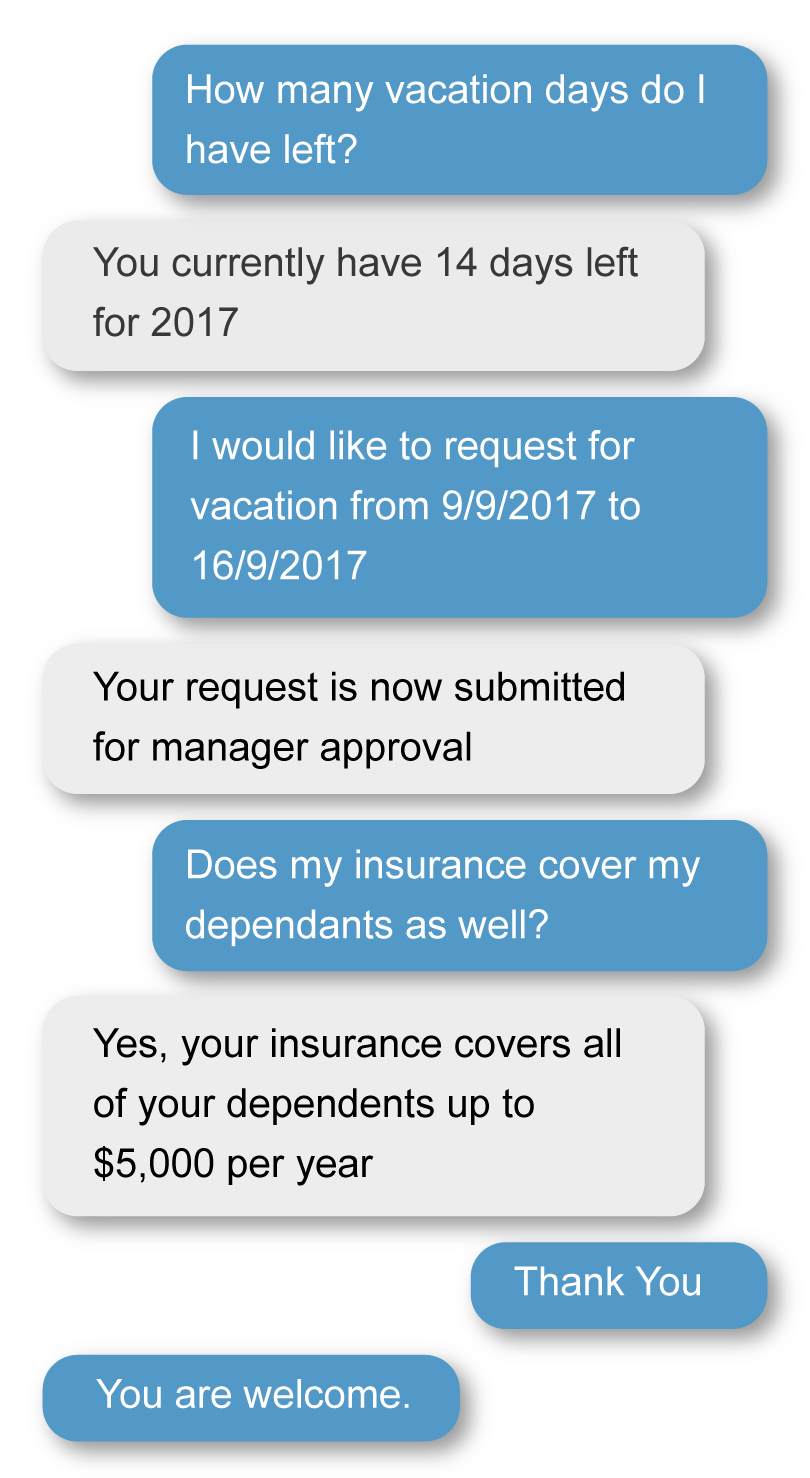 How many vacation days do I
have left?
You currently have 14 days left
for 2017
I would like to request for
vacation from 9/9/2017 to
16/9/2017
Your request is now submitted
for manager approval
Does my insurance cover my
dependants as well?
Yes, your insurance covers all
of your dependents up to
$5,000 per year
Thank You
You are welcome.